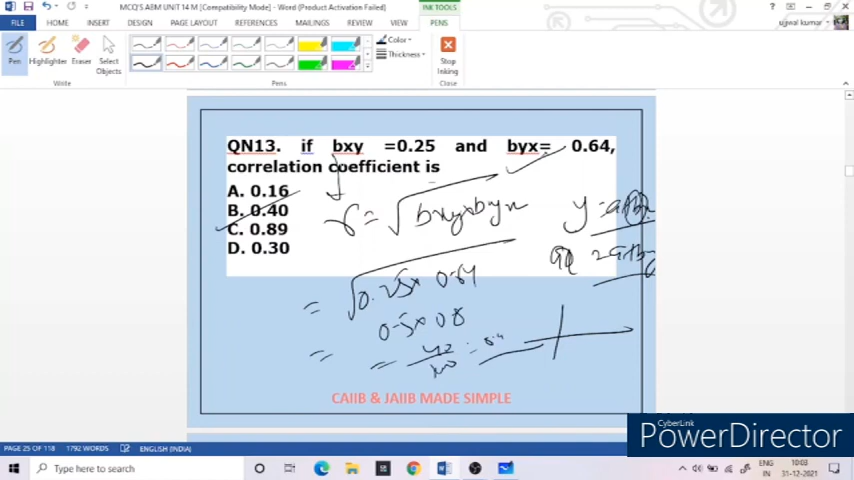 MCQ'S ABM UNIT 14 M [Compatibility Mode] - Word (Product Activation Failed)
INK TOOLS
FILE HOME INSERT DESIGN PAGE LAYOUT REFERENCES MAILINGS REVIEW VIEW PENS
ujjwal kumar
Pen Highlighter Eraser Select Objects
Color
Thickness
Stop Inking
Write Pens Close
QN13. if bxy =0.25 and byx= 0.64,
correlation coefficient is
A. 0.16
B. 0.40
C. 0.89
D. 0.30
r = √bxy×byx
y = a+bx
= √0.25× 0.64
0.5× 0.8
=
CAIIB & JAIIB MADE SIMPLE
CyberLink
PowerDirector
PAGE 25 OF 118 1792 WORDS ENGLISH (INDIA)
Type here to search
ENG
IN
10:03
31-12-2021